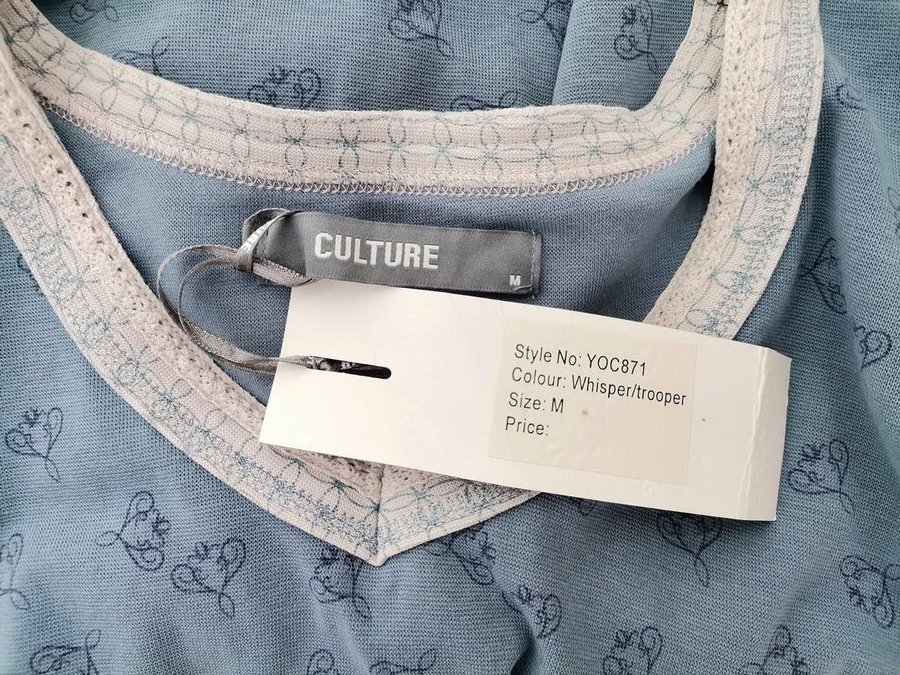 CULTURE
M
Style No: YOC871
Colour: Whisper/trooper
Size: M
Price: